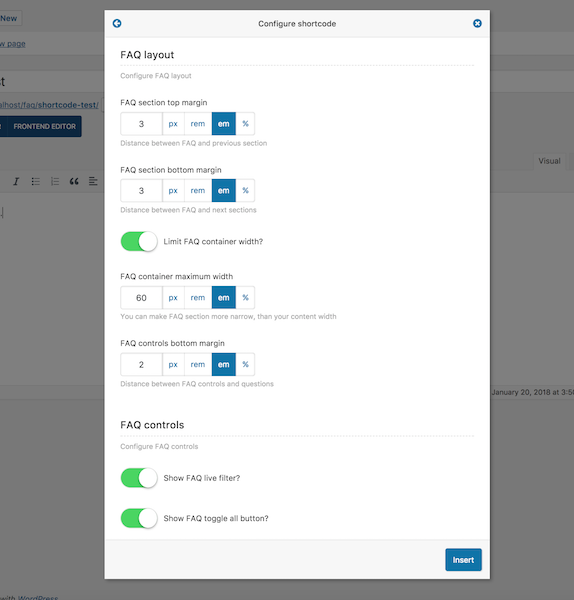 New
Configure shortcode
w page
FAQ layout
Configure FAQ layout
st
FAQ section top margin
alhost/faq/shortcode-test/
3 px rem em %
FRONTEND EDITOR
Distance between FAQ and previous section
Visual
FAQ section bottom margin
3 px rem em %
Distance between FAQ and next sections
Limit FAQ container width?
FAQ container maximum width
60 px rem em %
You can make FAQ section more narrow, than your content width
FAQ controls bottom margin
2 px rem em %
Distance between FAQ controls and questions
January 20, 2018 at 3:5
FAQ controls
Configure FAQ controls
Show FAQ live filter?
Show FAQ toggle all button?
Insert
with WordPress